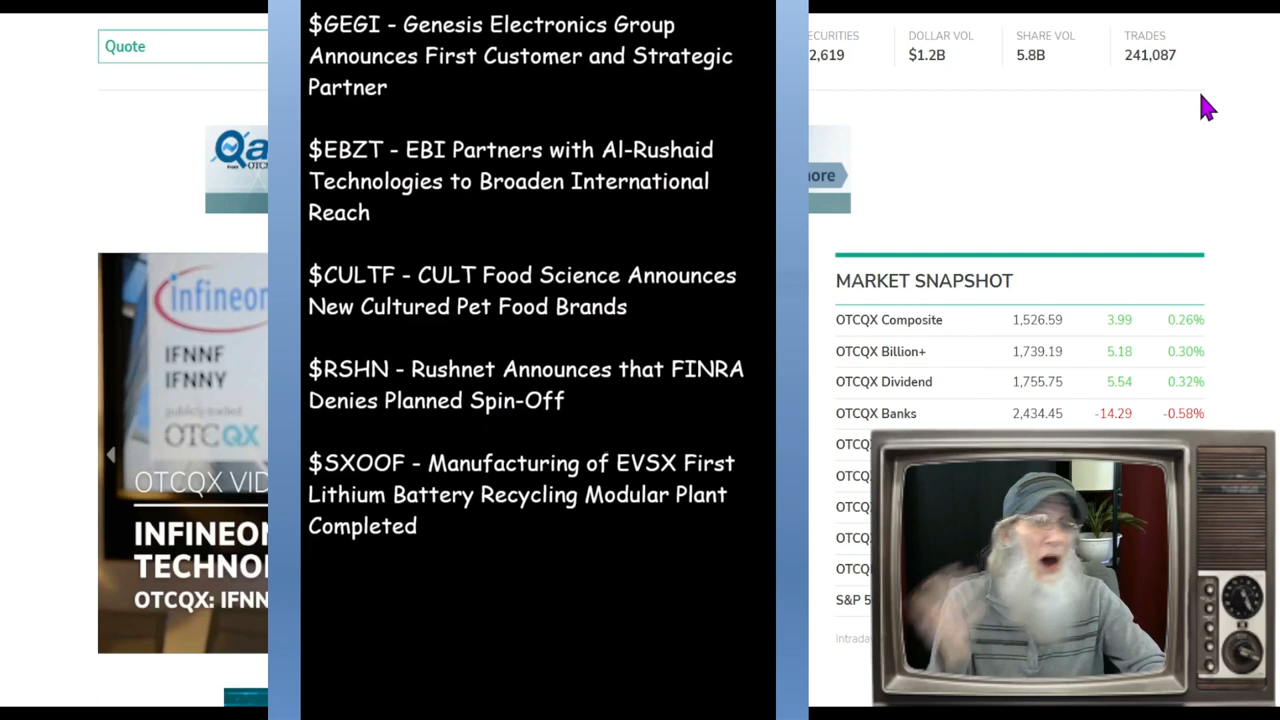 Quote
$GEGI - Genesis Electronics Group
Announces First Customer and Strategic
Partner
$EBZT - EBI Partners with Al-Rushaid
Technologies to Broaden International
Reach
$CULTF - CULT Food Science Announces
New Cultured Pet Food Brands
$RSHN - Rushnet Announces that FINRA
Denies Planned Spin-Off
$SXOOF - Manufacturing of EVSX First
Lithium Battery Recycling Modular Plant
Completed
DOLLAR VOL
$1.2B
SHARE VOL
5.8B
TRADES
241,087
infineon
IFNNF
IFNNY
publicly traded
OTCQX
OTCQX VID
INFINEON
TECHNO
OTCQX: IFNN
MARKET SNAPSHOT
OTCQX Composite 1,526.59 3.99 0.26%
OTCQX Billion+ 1,739.19 5.18 0.30%
OTCQX Dividend 1,755.75 5.54 0.32%
OTCQX Banks 2,434.45 -14.29 -0.58%